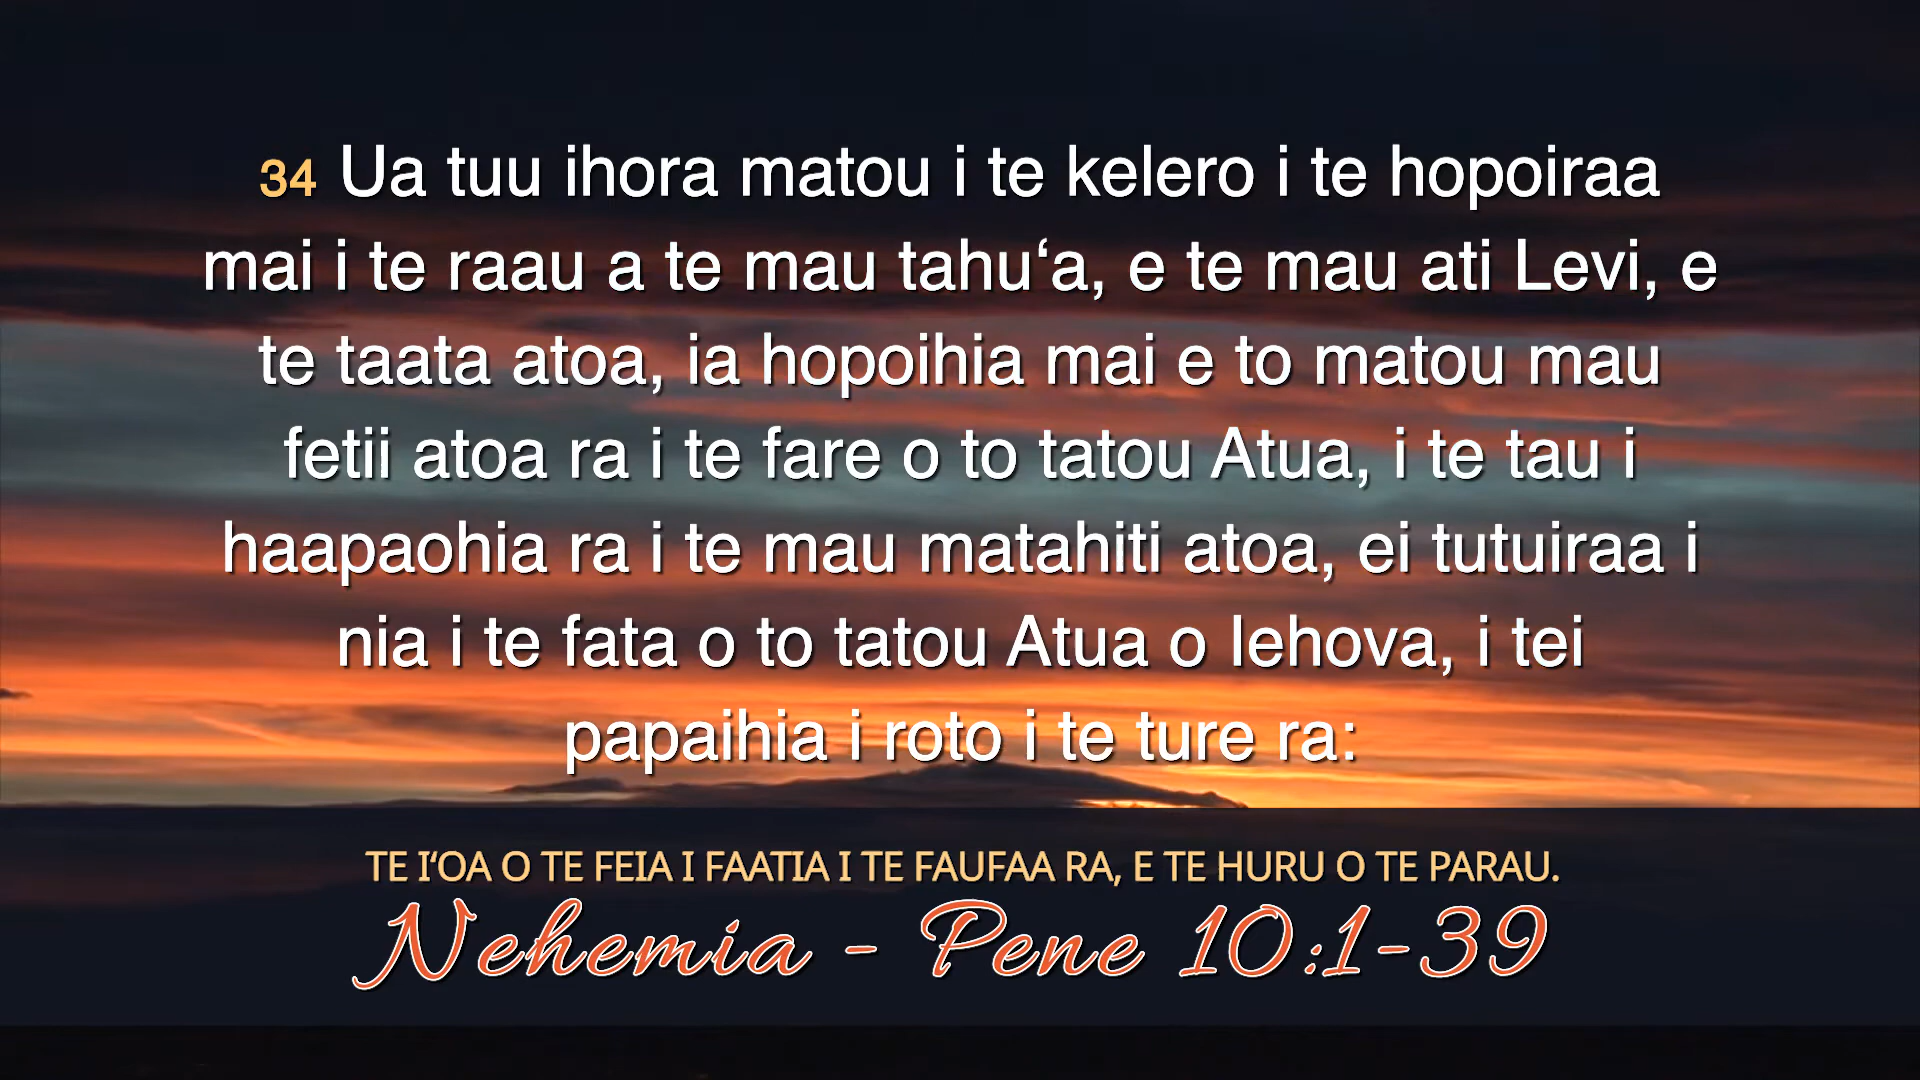 34 Ua tuu ihora matou i te kelero i te hopoiraa
mai i te raau a te mau tahu‘a, e te mau ati Levi, e
te taata atoa, ia hopoihia mai e to matou mau
fetii atoa ra i te fare o to tatou Atua, i te tau i
haapaohia ra i te mau matahiti atoa, ei tutuiraa i
nia i te fata o to tatou Atua o Iehova, i tei
papaihia i roto i te ture ra:
TE I‘OA O TE FEIA I FAATIA I TE FAUFAA RA, E TE HURU O TE PARAU.
Nehemia - Pene 10:1-39